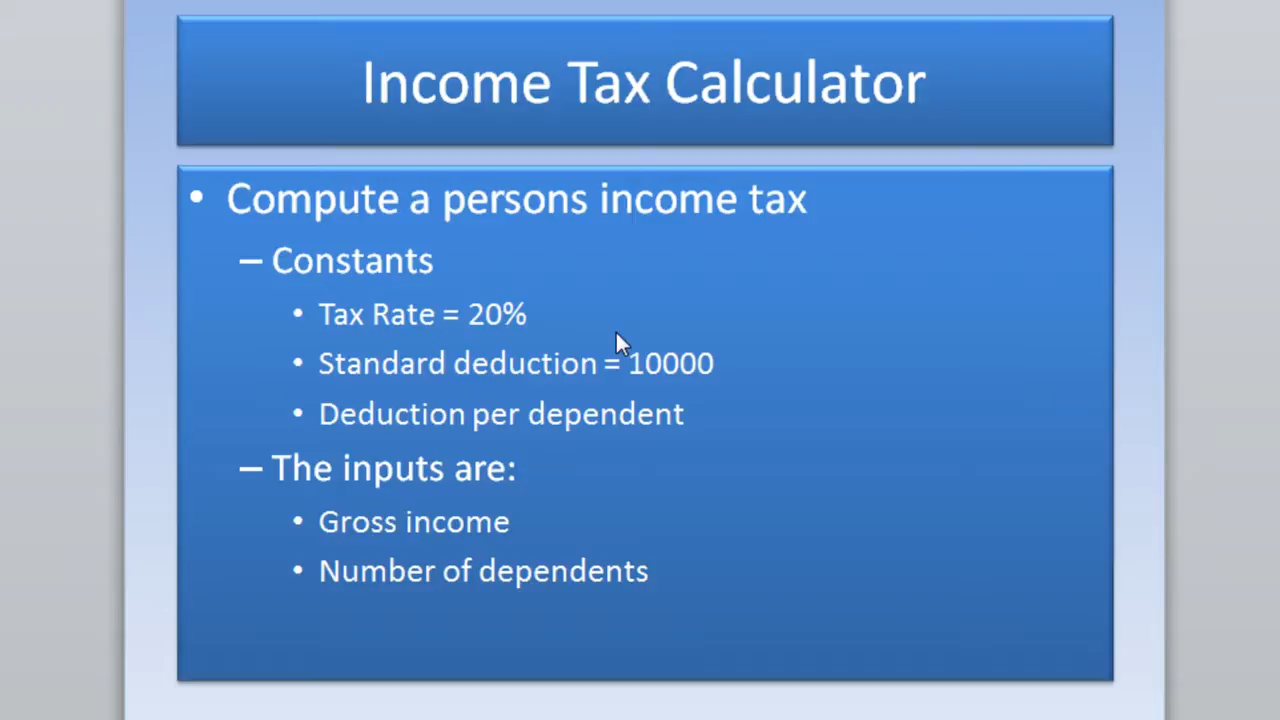 Income Tax Calculator
• Compute a persons income tax
– Constants
• Tax Rate = 20%
• Standard deduction = 10000
• Deduction per dependent
– The inputs are:
• Gross income
• Number of dependents